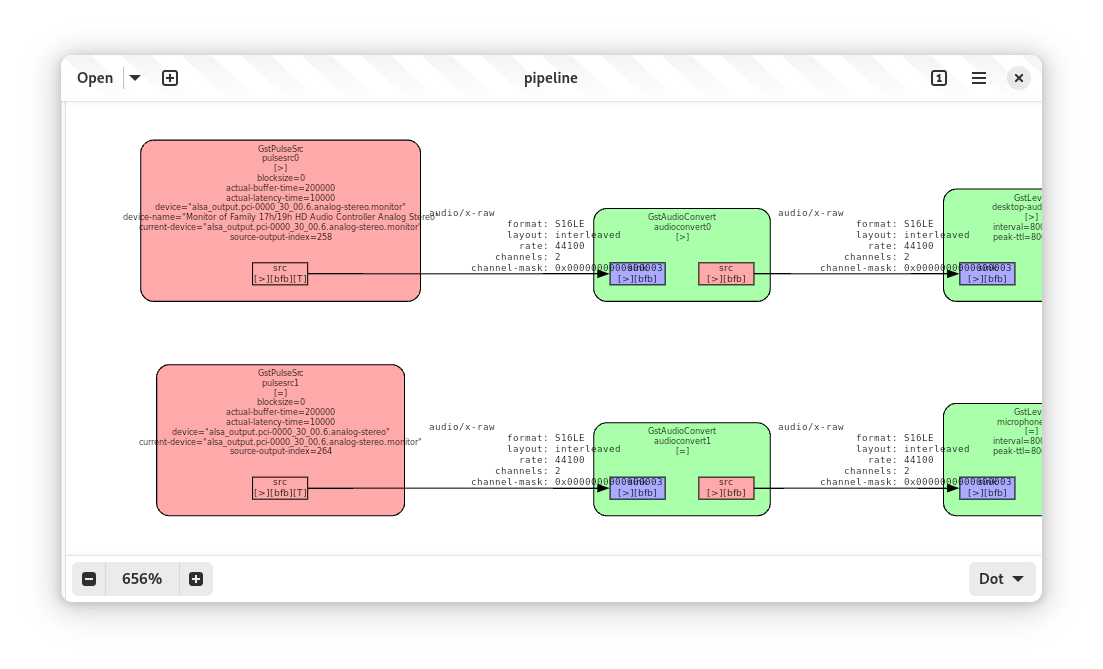 Open
pipeline
1
GstPulseSrc
pulsesrc0
[>]
blocksize=0
actual-buffer-time=200000
actual-latency-time=10000
device="alsa_output.pci-0000_30_00.6.analog-stereo.monitor"
device-name="Monitor of Family 17h/19h HD Audio Controller Analog Stereo"
current-device="alsa_output.pci-0000_30_00.6.analog-stereo.monitor"
source-output-index=258
src
[>][bfb][T]
audio/x-raw
format: S16LE
layout: interleaved
rate: 44100
channels: 2
channel-mask: 0x0000000000000003
GstAudioConvert
audioconvert0
[>]
[>][bfb]
src
[>][bfb]
audio/x-raw
format: S16LE
layout: interleaved
rate: 44100
channels: 2
channel-mask: 0x0000000000000003
GstLev
desktop-aud
[>]
interval=800
peak-ttl=800
[>][bfb]
GstPulseSrc
pulsesrc1
[=]
blocksize=0
actual-buffer-time=200000
actual-latency-time=10000
device="alsa_output.pci-0000_30_00.6.analog-stereo"
current-device="alsa_output.pci-0000_30_00.6.analog-stereo.monitor"
source-output-index=264
src
[>][bfb][T]
audio/x-raw
format: S16LE
layout: interleaved
rate: 44100
channels: 2
channel-mask: 0x0000000000000003
GstAudioConvert
audioconvert1
[=]
[>][bfb]
src
[>][bfb]
audio/x-raw
format: S16LE
layout: interleaved
rate: 44100
channels: 2
channel-mask: 0x0000000000000003
GstLev
microphone
[=]
interval=800
peak-ttl=800
[>][bfb]
656%
Dot